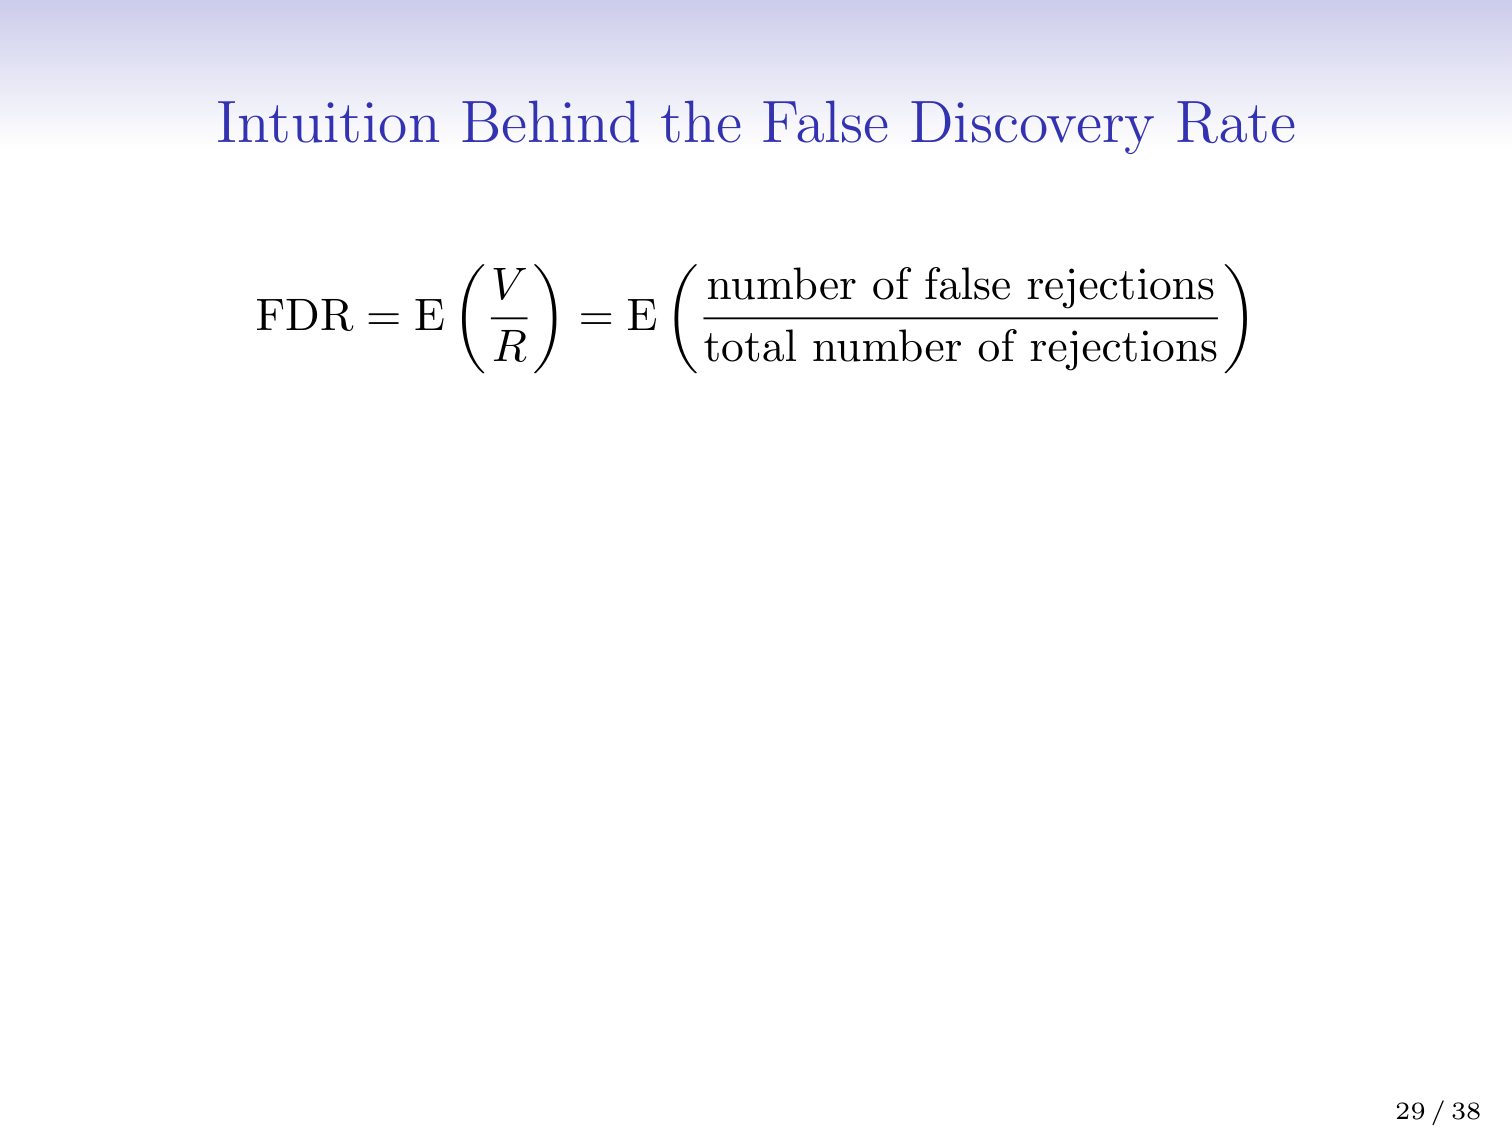 Intuition Behind the False Discovery Rate
FDR = E(V/R) = E(number of false rejections/total number of rejections)
29 / 38